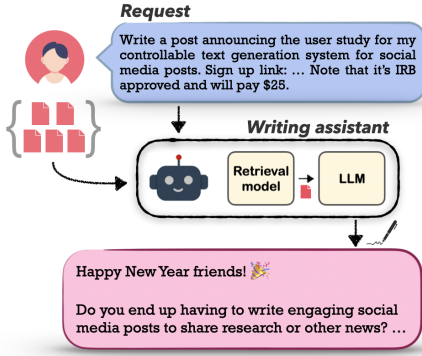 Request
Write a post announcing the user study for my
controllable text generation system for social
media posts. Sign up link: ... Note that it's IRB
approved and will pay $25.
Writing assistant
Retrieval
model
LLM
Happy New Year friends! 🎉
Do you end up having to write engaging social
media posts to share research or other news? ...